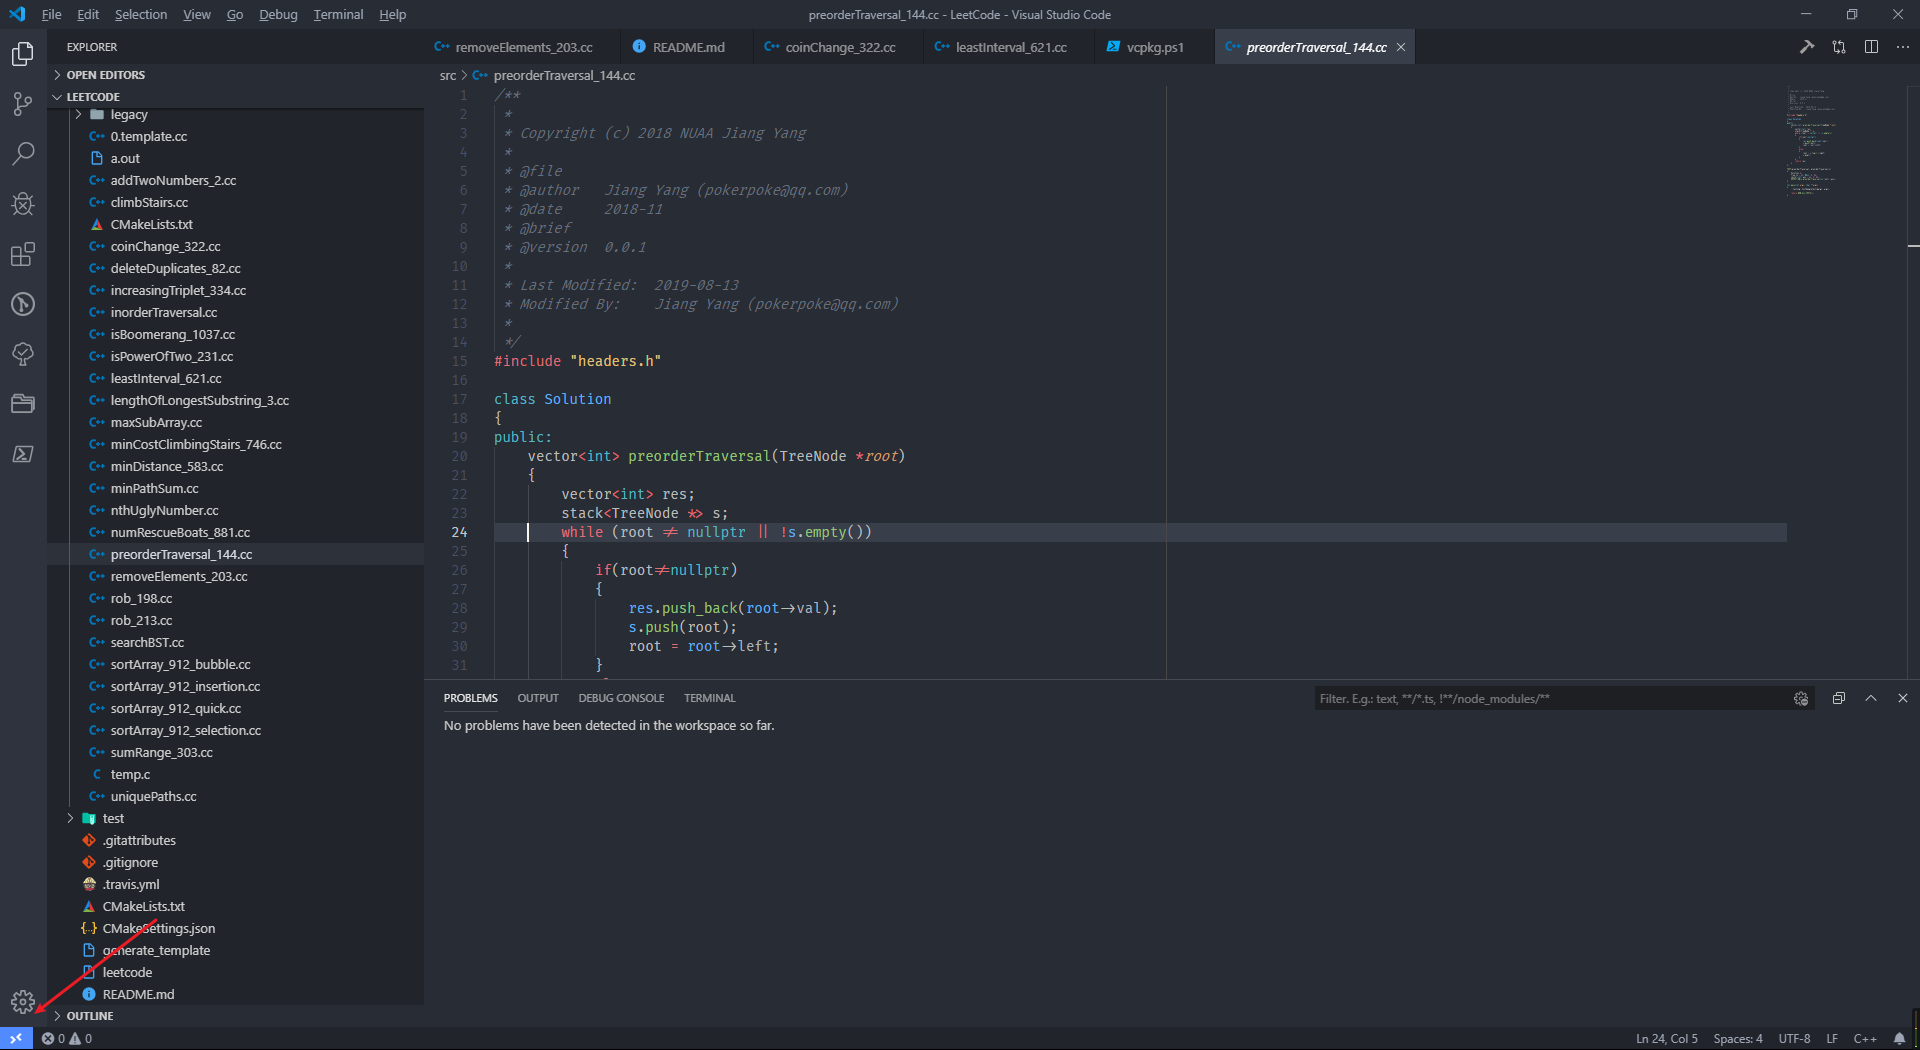 File Edit Selection View Go Debug Terminal Help
preorderTraversal_144.cc - LeetCode - Visual Studio Code
EXPLORER
OPEN EDITORS
LEETCODE
legacy
0.template.cc
a.out
addTwoNumbers_2.cc
climbStairs.cc
CMakeLists.txt
coinChange_322.cc
deleteDuplicates_82.cc
increasingTriplet_334.cc
inorderTraversal.cc
isBoomerang_1037.cc
isPowerOfTwo_231.cc
leastInterval_621.cc
lengthOfLongestSubstring_3.cc
maxSubArray.cc
minCostClimbingStairs_746.cc
minDistance_583.cc
minPathSum.cc
nthUglyNumber.cc
numRescueBoats_881.cc
preorderTraversal_144.cc
removeElements_203.cc
rob_198.cc
rob_213.cc
searchBST.cc
sortArray_912_bubble.cc
sortArray_912_insertion.cc
sortArray_912_quick.cc
sortArray_912_selection.cc
sumRange_303.cc
temp.c
uniquePaths.cc
test
.gitattributes
.gitignore
.travis.yml
CMakeLists.txt
CMakeSettings.json
generate_template
leetcode
README.md
OUTLINE
removeElements_203.cc README.md coinChange_322.cc leastInterval_621.cc vcpkg.ps1 preorderTraversal_144.cc
src > preorderTraversal_144.cc
1 /**
2 *
3 * Copyright (c) 2018 NUAA Jiang Yang
4 *
5 * @file
6 * @author Jiang Yang (pokerpoke@qq.com)
7 * @date 2018-11
8 * @brief
9 * @version 0.0.1
10 *
11 * Last Modified: 2019-08-13
12 * Modified By: Jiang Yang (pokerpoke@qq.com)
13 *
14 */
15 #include "headers.h"
16
17 class Solution
18 {
19 public:
20 vector<int> preorderTraversal(TreeNode *root)
21 {
22 vector<int> res;
23 stack<TreeNode *> s;
24 while (root != nullptr || !s.empty())
25 {
26 if(root!=nullptr)
27 {
28 res.push_back(root->val);
29 s.push(root);
30 root = root->left;
31 }
PROBLEMS OUTPUT DEBUG CONSOLE TERMINAL
Filter. E.g.: text, **/*.ts, !**/node_modules/**
No problems have been detected in the workspace so far.
0 0
Ln 24, Col 5 Spaces: 4 UTF-8 LF C++